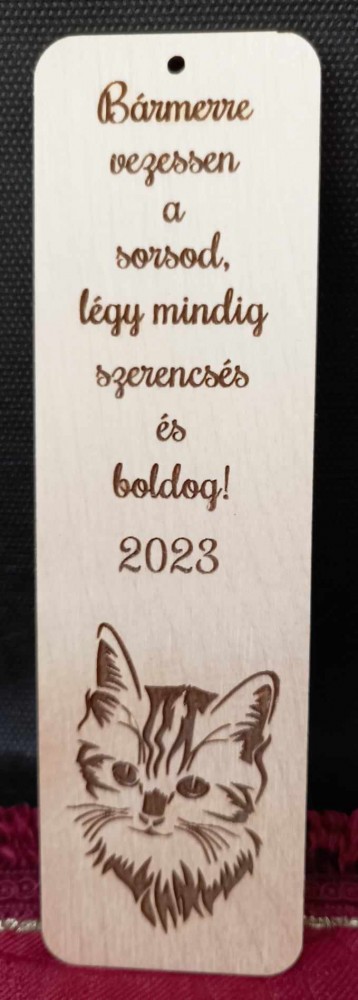 Bármerre
vezessen
a
sorsod,
légy mindig
szerencsés
és
boldog!
2023